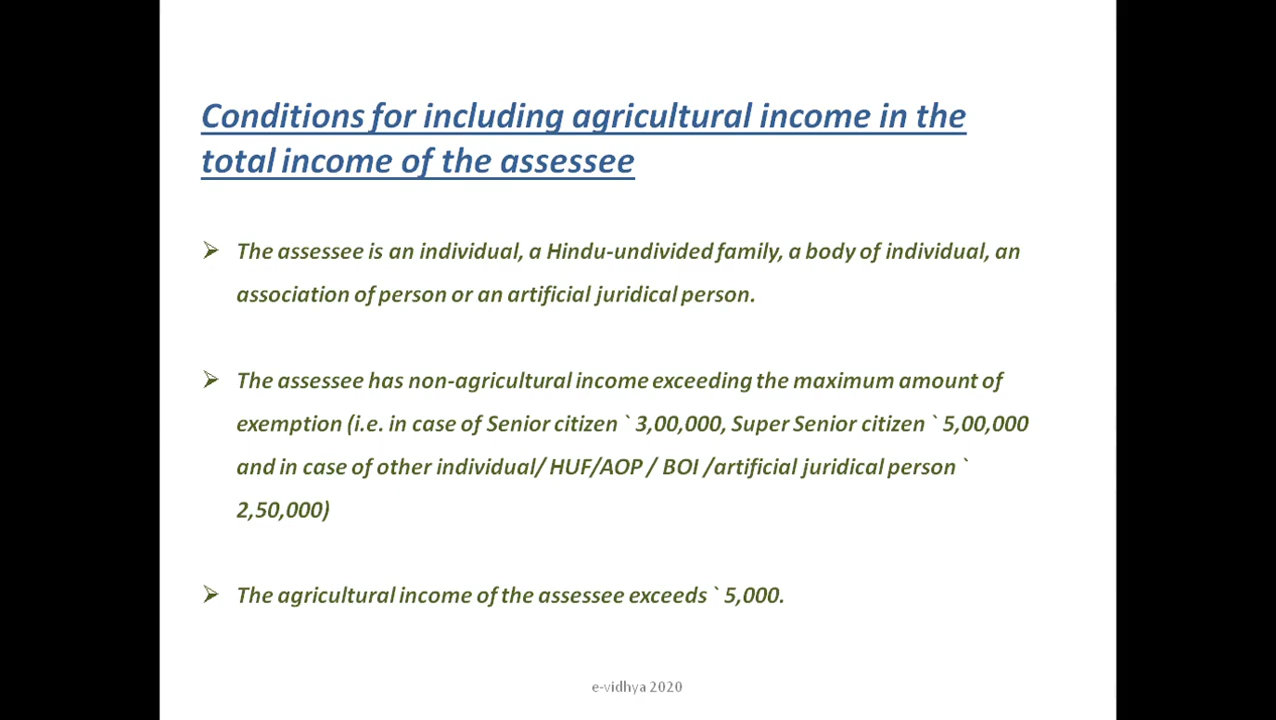 Conditions for including agricultural income in the
total income of the assessee
➢ The assessee is an individual, a Hindu-undivided family, a body of individual, an
association of person or an artificial juridical person.
➢ The assessee has non-agricultural income exceeding the maximum amount of
exemption (i.e. in case of Senior citizen ` 3,00,000, Super Senior citizen ` 5,00,000
and in case of other individual/ HUF/AOP / BOI /artificial juridical person `
2,50,000)
➢ The agricultural income of the assessee exceeds ` 5,000.
e-vidhya 2020